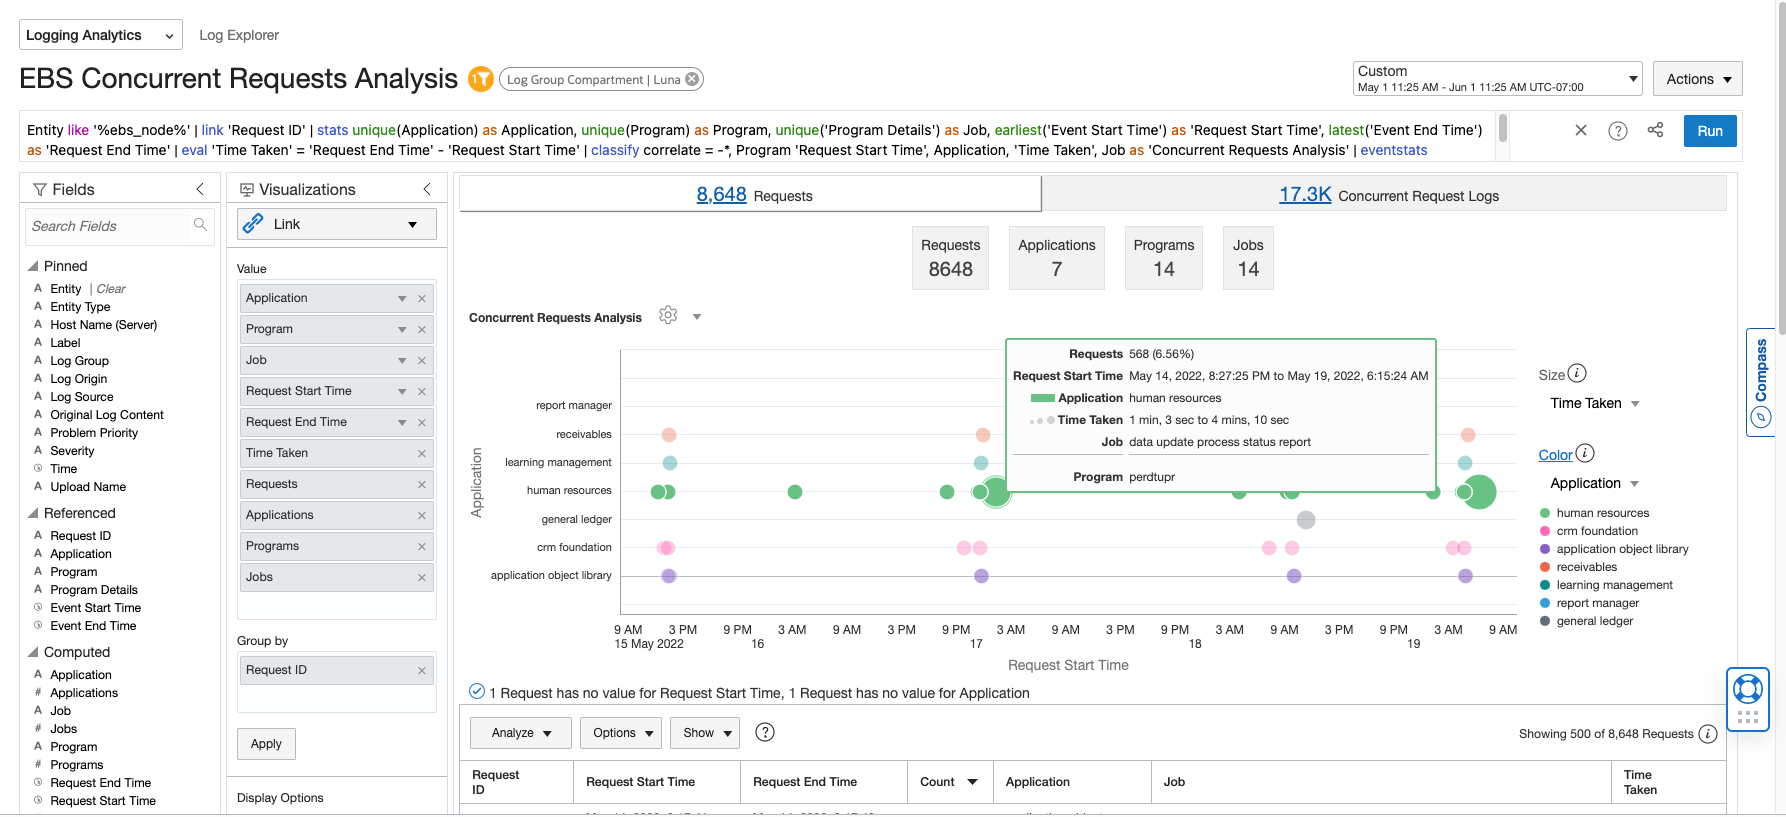 Logging Analytics
Log Explorer
EBS Concurrent Requests Analysis
1
Log Group Compartment | Luna
Custom
May 1 11:25 AM - Jun 1 11:25 AM UTC-07:00
Actions
Entity like '%ebs_node%' | link 'Request ID' | stats unique(Application) as Application, unique(Program) as Program, unique('Program Details') as Job, earliest('Event Start Time') as 'Request Start Time', latest('Event End Time')
as 'Request End Time' | eval 'Time Taken' = 'Request End Time' - 'Request Start Time' | classify correlate = -*, Program 'Request Start Time', Application, 'Time Taken', Job as 'Concurrent Requests Analysis' | eventstats
Run
Fields
Search Fields
Pinned
A Entity | Clear
A Entity Type
A Host Name (Server)
A Label
A Log Group
A Log Origin
A Log Source
A Original Log Content
A Problem Priority
A Severity
Time
A Upload Name
Referenced
A Request ID
A Application
A Program
A Program Details
Event Start Time
Event End Time
Computed
A Application
# Applications
A Job
# Jobs
A Program
# Programs
Request End Time
Request Start Time
Visualizations
Link
Value
Application
Program
Job
Request Start Time
Request End Time
Time Taken
Requests
Applications
Programs
Jobs
Group by
Request ID
Apply
Display Options
8,648 Requests
17.3K Concurrent Request Logs
Requests
8648
Applications
7
Programs
14
Jobs
14
Concurrent Requests Analysis
Application
report manager
receivables
learning management
human resources
general ledger
crm foundation
application object library
Requests 568 (6.56%)
Request Start Time May 14, 2022, 8:27:25 PM to May 19, 2022, 6:15:24 AM
Application human resources
Time Taken 1 min, 3 sec to 4 mins, 10 sec
Job data update process status report
Program perdtupr
9 AM 3 PM 9 PM 3 AM 9 AM 3 PM 9 PM 3 AM 9 AM 3 PM 9 PM 3 AM 9 AM 3 PM 9 PM 3 AM 9 AM
15 May 2022 16 17 18 19
Request Start Time
Size
Time Taken
Color
Application
human resources
crm foundation
application object library
receivables
learning management
report manager
general ledger
Compass
1 Request has no value for Request Start Time, 1 Request has no value for Application
Analyze
Options
Show
Showing 500 of 8,648 Requests
Request ID
Request Start Time
Request End Time
Count
Application
Job
Time Taken